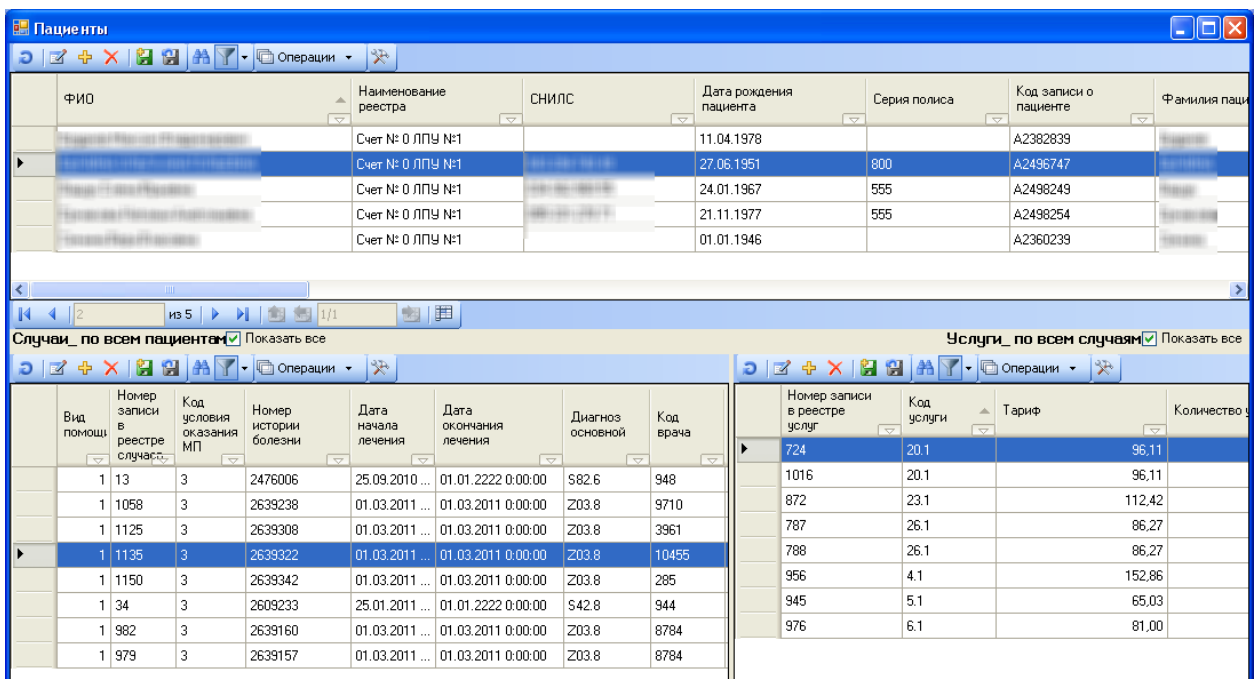 Пациенты
Операции
ФИО Наименование реестра СНИЛС Дата рождения пациента Серия полиса Код записи о пациенте Фамилия паци
Счет № 0 ЛПУ №1 11.04.1978 A2382839
Счет № 0 ЛПУ №1 27.06.1951 800 A2496747
Счет № 0 ЛПУ №1 24.01.1967 555 A2498249
Счет № 0 ЛПУ №1 21.11.1977 555 A2498254
Счет № 0 ЛПУ №1 01.01.1946 A2360239
2 из 5 1/1
Случаи_ по всем пациентам Показать все
Операции
Вид помощи Номер записи в реестре случаев Код условия оказания МП Номер истории болезни Дата начала лечения Дата окончания лечения Диагноз основной Код врача
1 13 3 2476006 25.09.2010 ... 01.01.2222 0:00:00 S82.6 948
1 1058 3 2639238 01.03.2011 ... 01.03.2011 0:00:00 Z03.8 9710
1 1125 3 2639308 01.03.2011 ... 01.03.2011 0:00:00 Z03.8 3961
1 1135 3 2639322 01.03.2011 ... 01.03.2011 0:00:00 Z03.8 10455
1 1150 3 2639342 01.03.2011 ... 01.03.2011 0:00:00 Z03.8 285
1 34 3 2609233 25.01.2011 ... 01.01.2222 0:00:00 S42.8 944
1 982 3 2639160 01.03.2011 ... 01.03.2011 0:00:00 Z03.8 8784
1 979 3 2639157 01.03.2011 ... 01.03.2011 0:00:00 Z03.8 8784
Услуги_ по всем случаям Показать все
Операции
Номер записи в реестре услуг Код услуги Тариф Количество у
724 20.1 96,11
1016 20.1 96,11
872 23.1 112,42
787 26.1 86,27
788 26.1 86,27
956 4.1 152,86
945 5.1 65,03
976 6.1 81,00